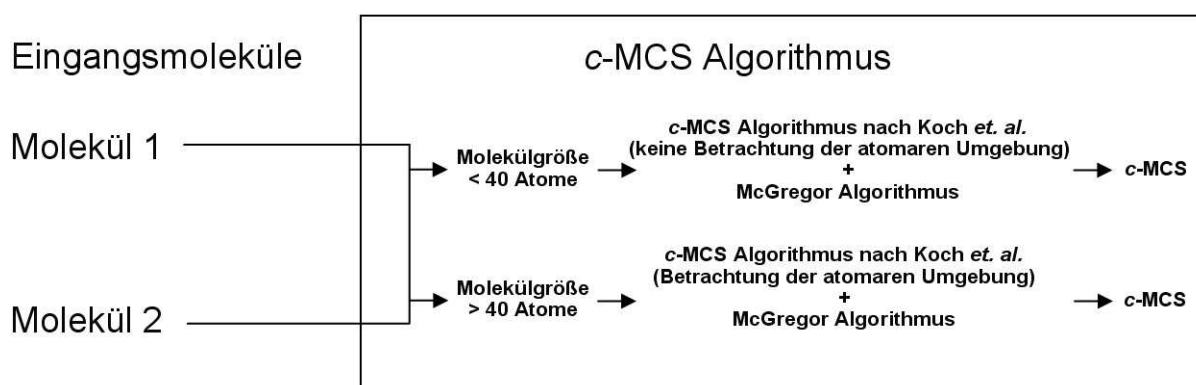 Eingangsmoleküle
c-MCS Algorithmus
Molekül 1
Molekülgröße
< 40 Atome
c-MCS Algorithmus nach Koch et. al.
(keine Betrachtung der atomaren Umgebung)
+
McGregor Algorithmus
c-MCS
Molekül 2
Molekülgröße
> 40 Atome
c-MCS Algorithmus nach Koch et. al.
(Betrachtung der atomaren Umgebung)
+
McGregor Algorithmus
c-MCS